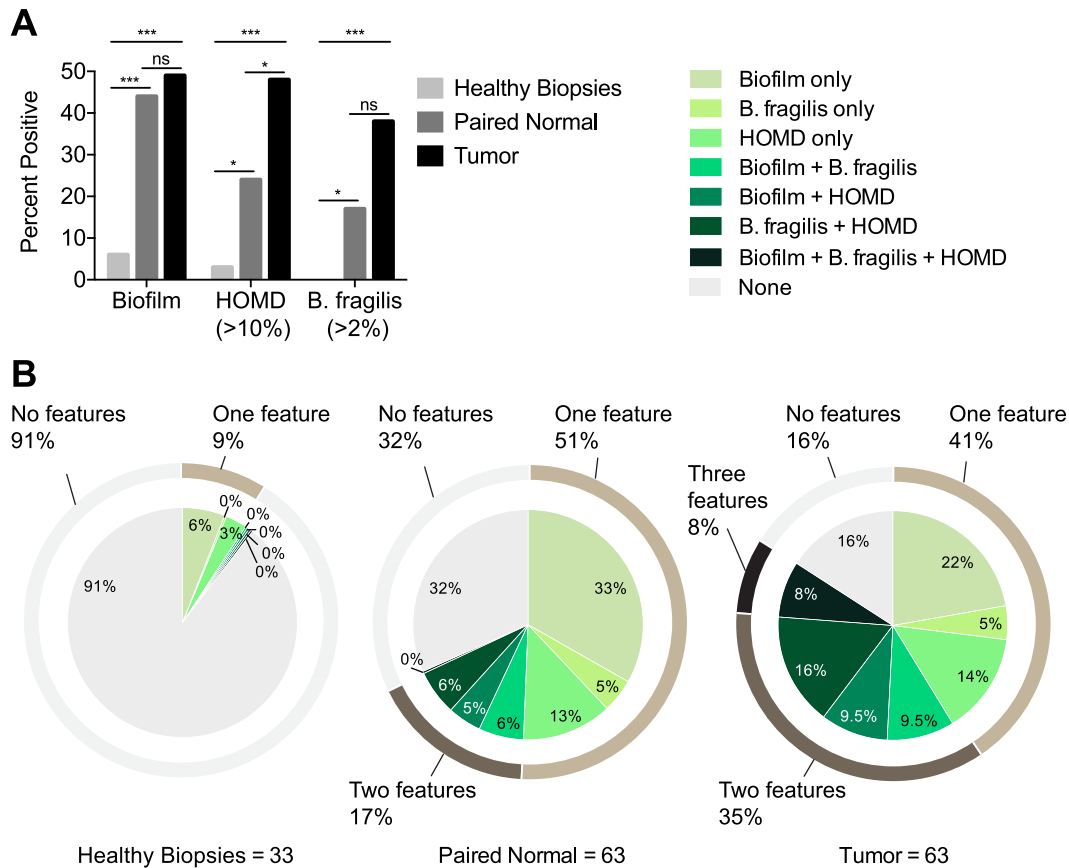 A
*** *** ***
ns
***
*
*
ns
*
Percent Positive
50
40
30
20
10
0
Biofilm
HOMD
(>10%)
B. fragilis
(>2%)
Healthy Biopsies
Paired Normal
Tumor
Biofilm only
B. fragilis only
HOMD only
Biofilm + B. fragilis
Biofilm + HOMD
B. fragilis + HOMD
Biofilm + B. fragilis + HOMD
None
B
No features
91%
One feature
9%
6%
0%
3%
0%
0%
0%
0%
91%
Healthy Biopsies = 33
No features
32%
One feature
51%
32%
33%
0%
6%
5%
6%
13%
5%
Two features
17%
Paired Normal = 63
No features
16%
One feature
41%
Three
features
8%
16%
22%
8%
5%
16%
14%
9.5%
9.5%
Two features
35%
Tumor = 63